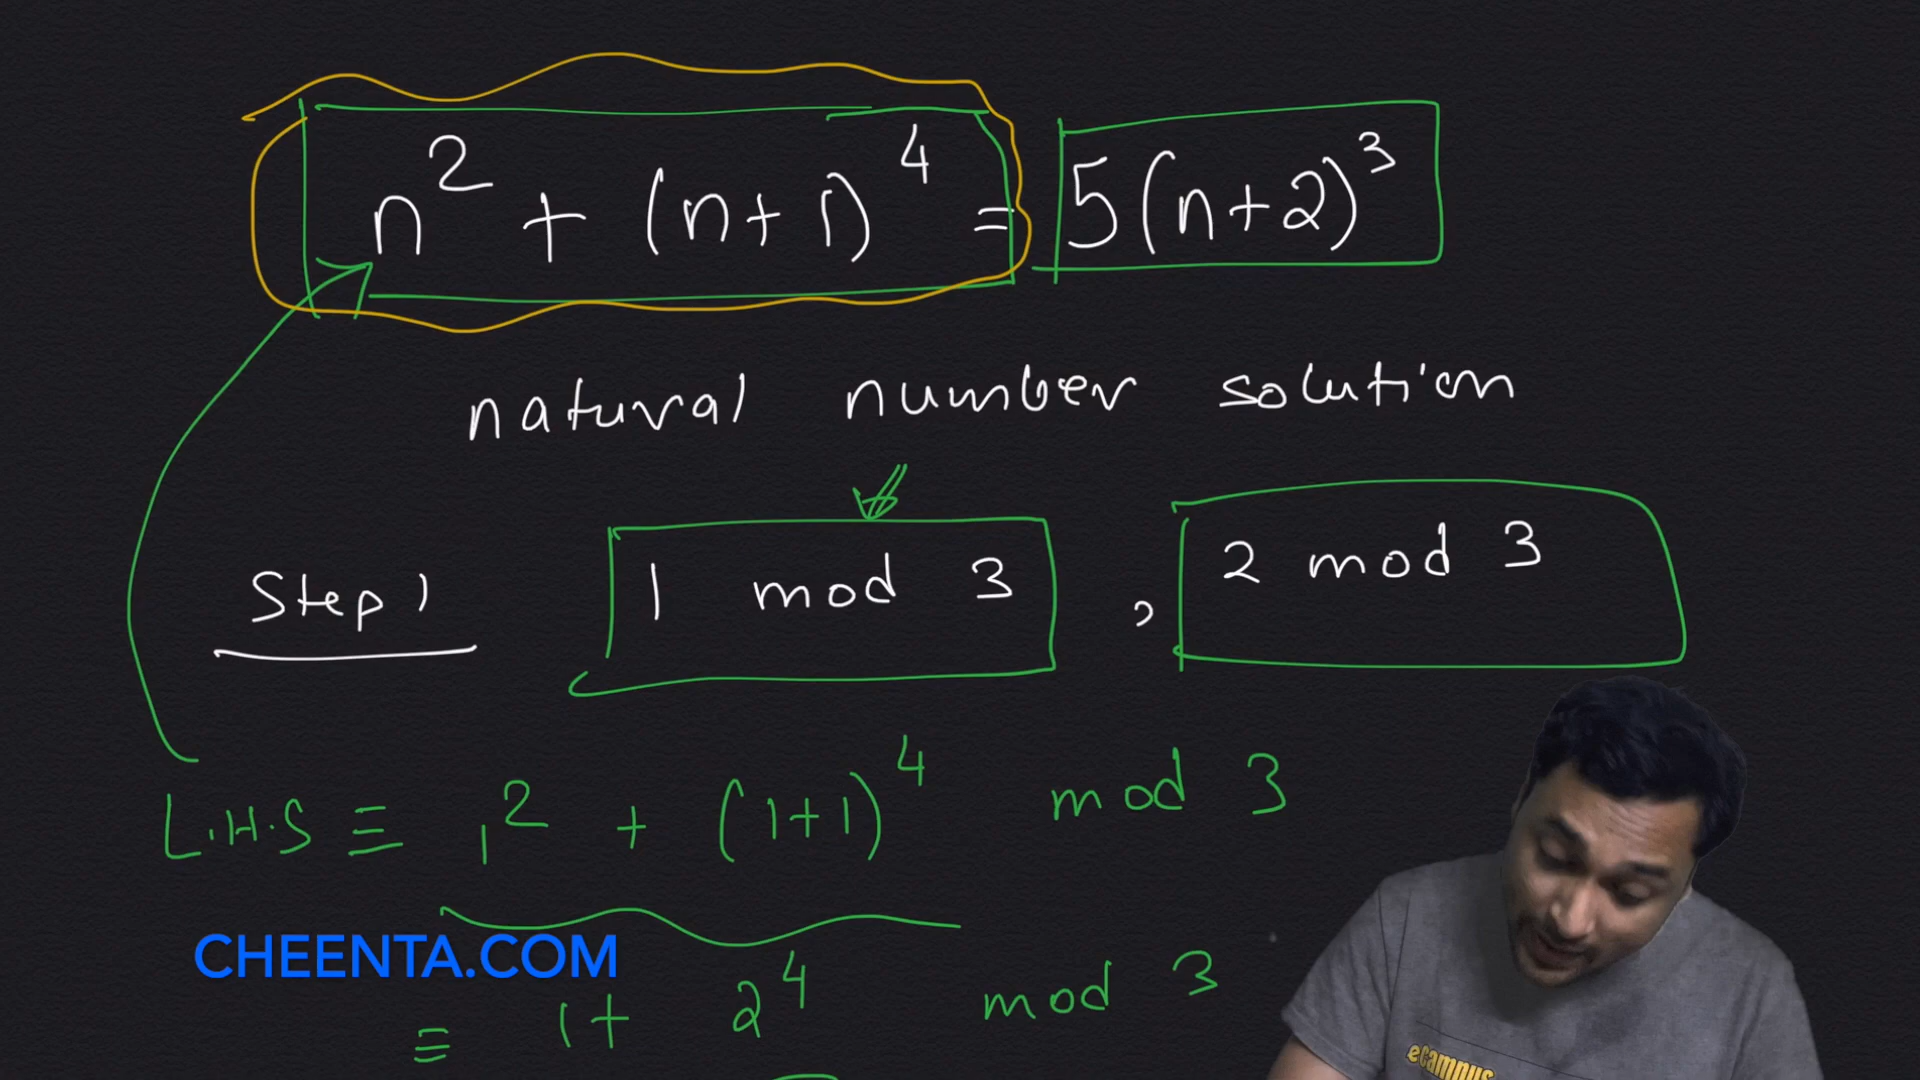 n² + (n+1)⁴ = 5(n+2)³
natural number solution
Step 1 1 mod 3 , 2 mod 3
L.H.S ≡ 1² + (1+1)⁴ mod 3
CHEENTA.COM
≡ 1+ 2⁴ mod 3
ecampus